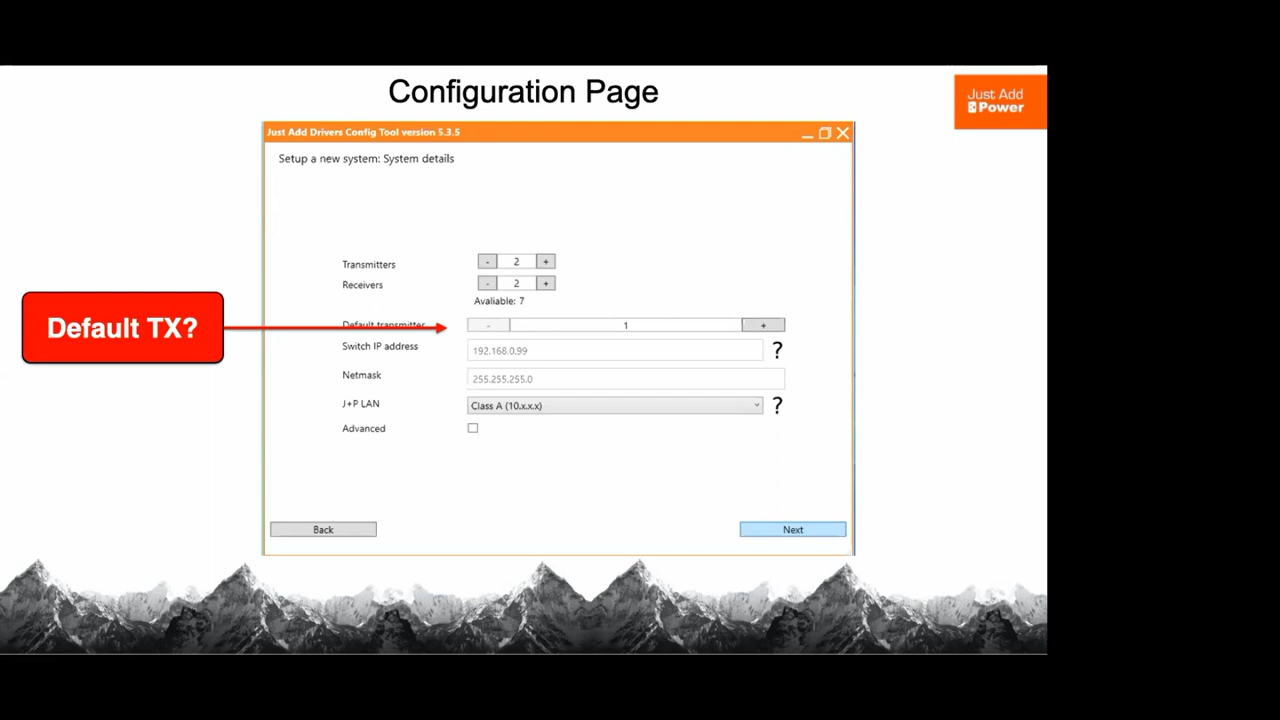 Configuration Page
Just Add
Power
Just Add Drivers Config Tool version 5.3.5
Setup a new system: System details
Transmitters - 2 +
Receivers - 2 +
Avaliable: 7
Default TX?
Default transmitter - 1 +
Switch IP address 192.168.0.99 ?
Netmask 255.255.255.0
J+P LAN Class A (10.x.x.x) ?
Advanced
Back Next